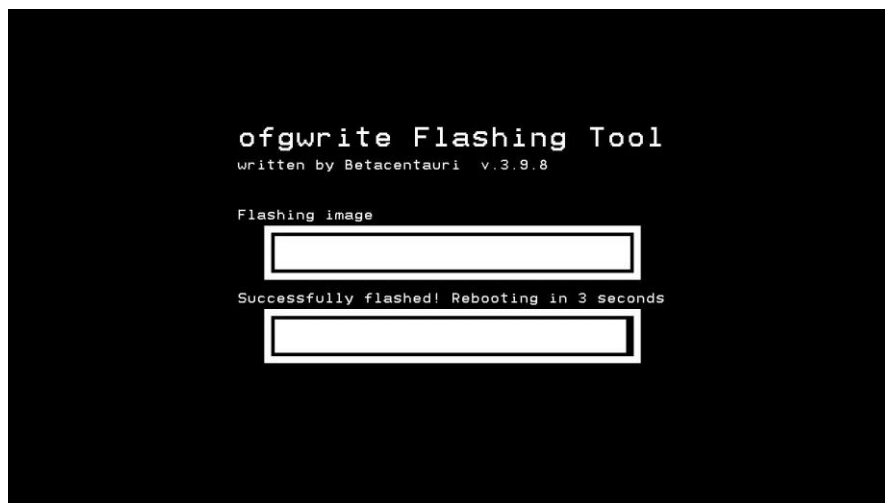 ofgwrite Flashing Tool
written by Betacentauri v.3.9.8
Flashing image
Successfully flashed! Rebooting in 3 seconds